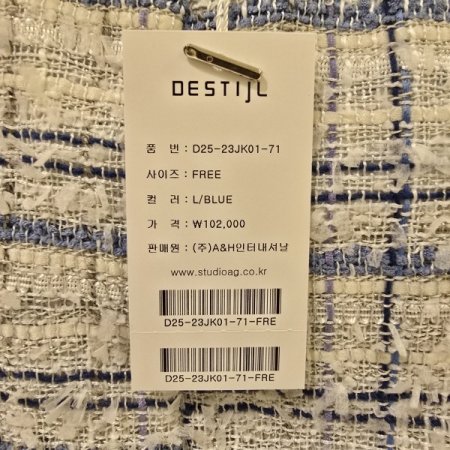 DESTIJL
품 번 : D25-23JK01-71
사이즈 : FREE
컬 러 : L/BLUE
가 격 : ₩102,000
판매원 : (주)A&H인터내셔날
www.studioag.co.kr
D25-23JK01-71-FRE
D25-23JK01-71-FRE